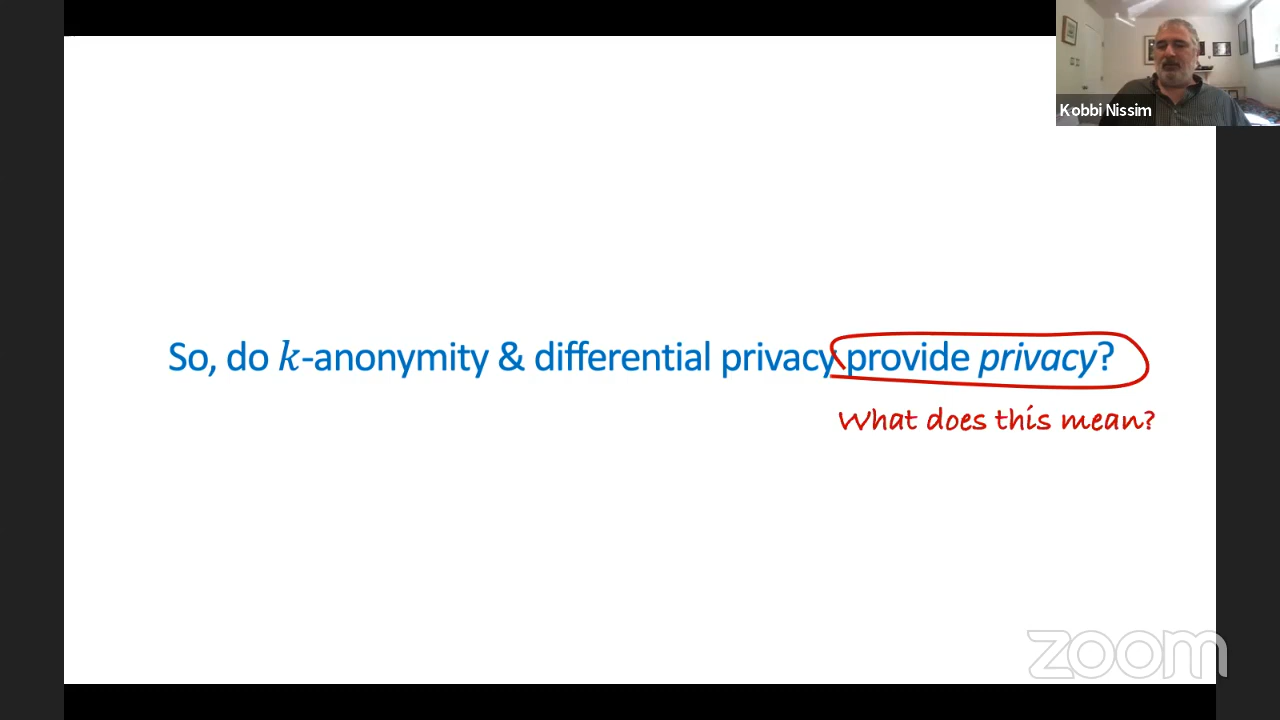 Kobbi Nissim
So, do k-anonymity & differential privacy provide privacy?
What does this mean?
zoom